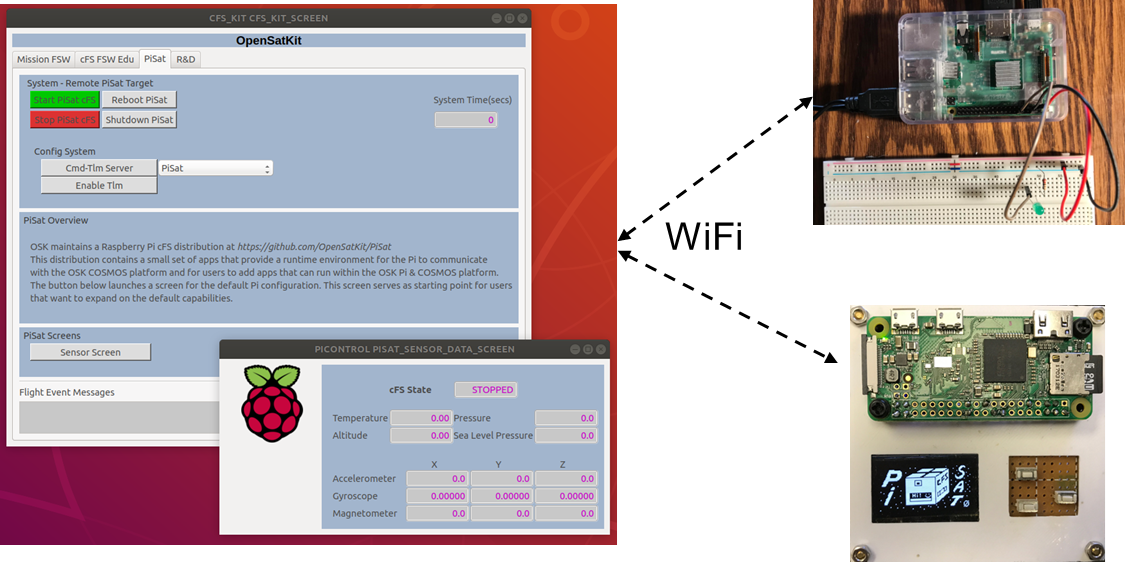 CFS_KIT CFS_KIT_SCREEN
OpenSatKit
Mission FSW cFS FSW Edu PiSat R&D
System - Remote PiSat Target
Start PiSat cFS Reboot PiSat System Time(secs)
Stop PiSat cFS Shutdown PiSat 0
Config System
Cmd-Tlm Server PiSat
Enable Tlm
PiSat Overview
OSK maintains a Raspberry Pi cFS distribution at https://github.com/OpenSatKit/PiSat
This distribution contains a small set of apps that provide a runtime environment for the Pi to communicate
with the OSK COSMOS platform and for users to add apps that can run within the OSK Pi & COSMOS platform.
The button below launches a screen for the default Pi configuration. This screen serves as starting point for users
that want to expand on the default capabilities.
PiSat Screens
Sensor Screen
Flight Event Messages
PICONTROL PISAT_SENSOR_DATA_SCREEN
cFS State STOPPED
Temperature 0.00 Pressure 0.0
Altitude 0.00 Sea Level Pressure 0.0
X Y Z
Accelerometer 0.0 0.0 0.0
Gyroscope 0.00000 0.00000 0.00000
Magnetometer 0.0 0.0 0.0
WiFi
Pi
cFS
Kit
SAT